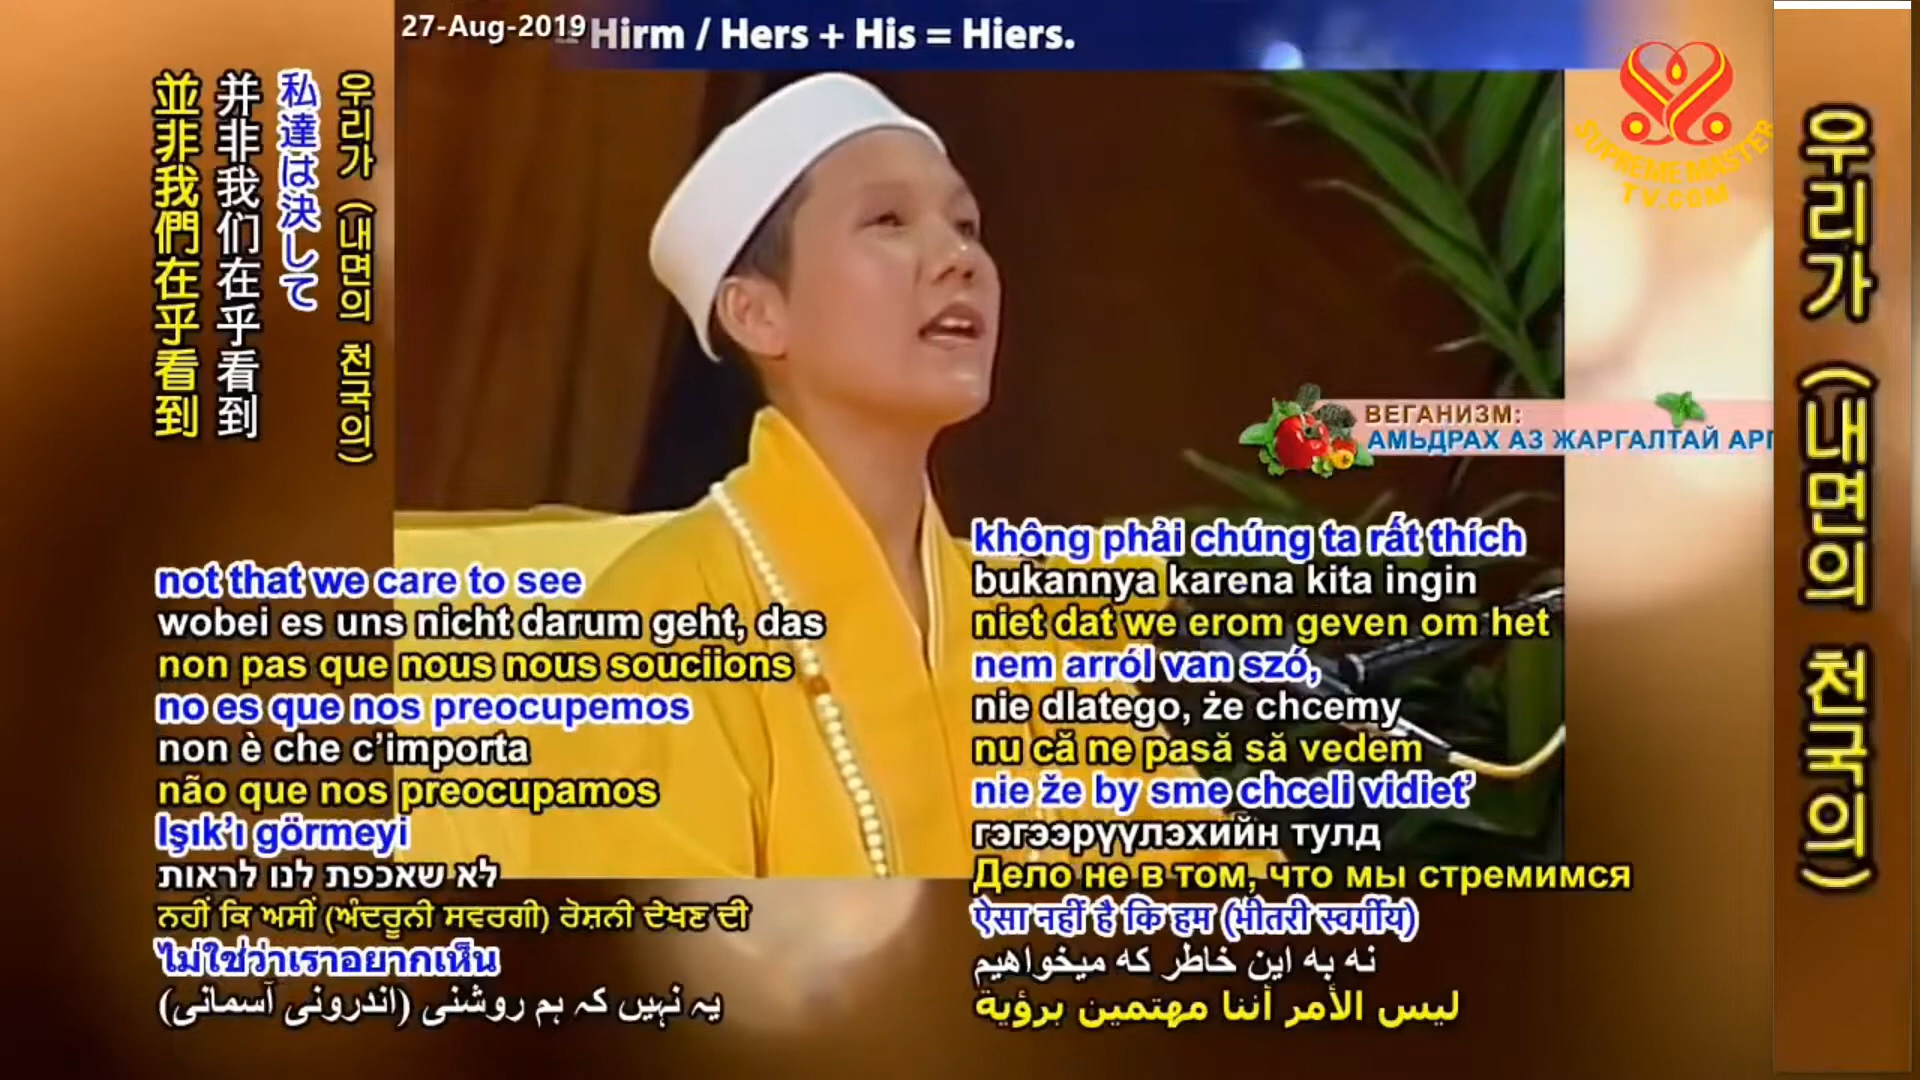 27-Aug-2019
= Hirm / Hers + His = Hiers.
SUPREME MASTER
TV.COM
並非我們在乎看到
并非我们在乎看到
私達は決して
우리가 (내면의 천국의)
우리가 (내면의 천국의)
ВЕГАНИЗМ:
АМЬДРАХ АЗ ЖАРГАЛТАЙ
not that we care to see
wobei es uns nicht darum geht, das
non pas que nous nous souciions
no es que nos preocupemos
non è che c’importa
não que nos preocupamos
Işık’ı görmeyi
לא שאכפת לנו לראות
ਨਹੀਂ ਕਿ ਅਸੀਂ (ਅੰਦਰੂਨੀ ਸਵਰਗੀ) ਰੋਸ਼ਨੀ ਦੇਖਣ ਦੀ
ไม่ใช่ว่าเราอยากเห็น
یہ نہیں کہ ہم روشنی (اندرونی آسمانی)
không phải chúng ta rất thích
bukannya karena kita ingin
niet dat we erom geven om het
nem arról van szó,
nie dlatego, że chcemy
nu că ne pasă să vedem
nie že by sme chceli vidieť
гэгээрүүлэхийн тулд
Дело не в том, что мы стремимся
ऐसा नहीं है कि हम (भीतरी स्वर्गीय)
نه به این خاطر که میخواهیم
ليس الأمر أننا مهتمين برؤية